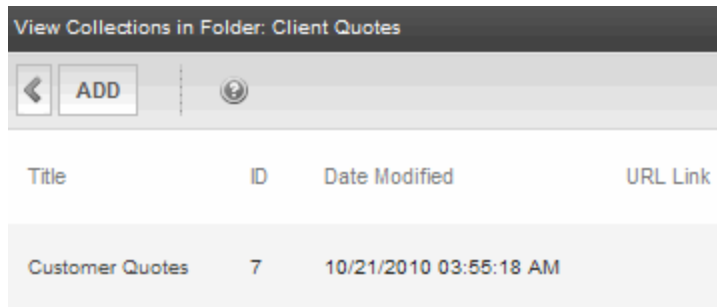 View Collections in Folder: Client Quotes
ADD
Title ID Date Modified URL Link
Customer Quotes 7 10/21/2010 03:55:18 AM